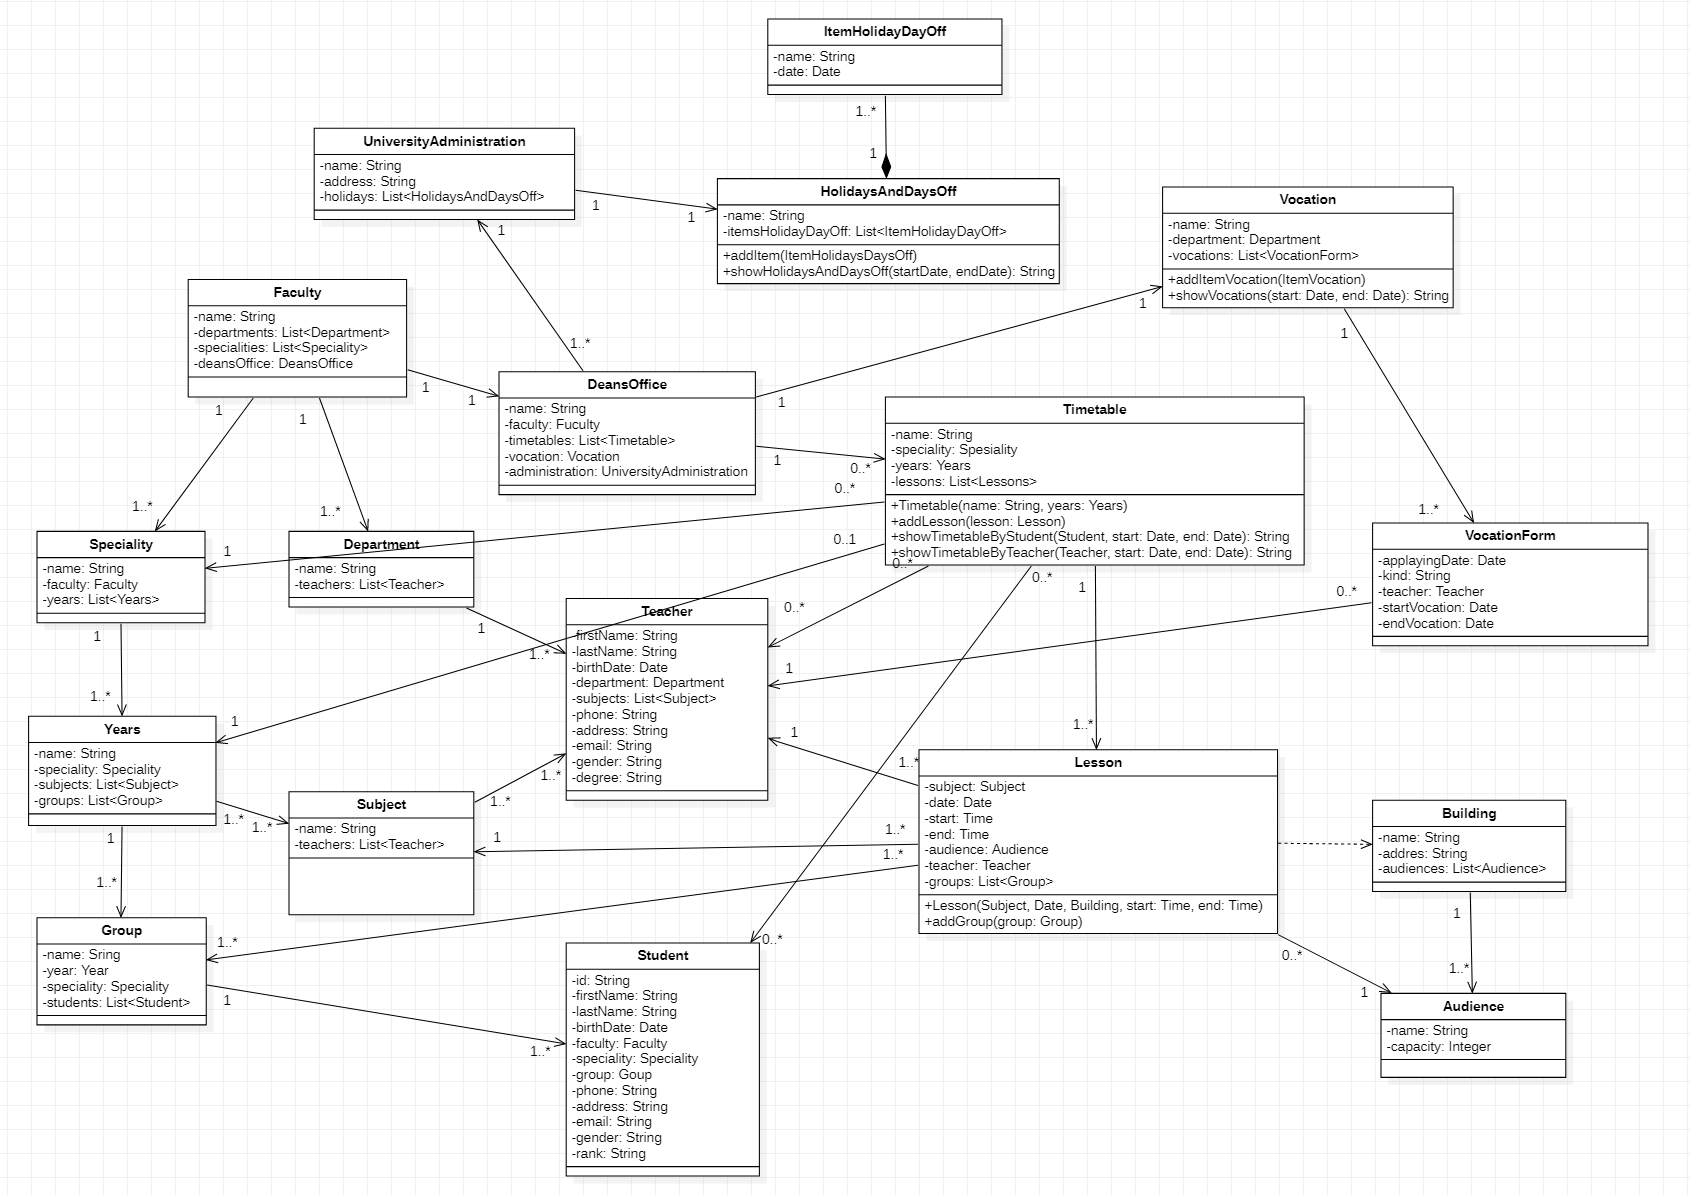 ItemHolidayDayOff
-name: String
-date: Date
1..*
1
UniversityAdministration
-name: String
-address: String
-holidays: List<HolidaysAndDaysOff>
1
1
HolidaysAndDaysOff
-name: String
-itemsHolidayDayOff: List<ItemHolidayDayOff>
+addItem(ItemHolidaysDaysOff)
+showHolidaysAndDaysOff(startDate, endDate): String
Vocation
-name: String
-department: Department
-vocations: List<VocationForm>
+addItemVocation(ItemVocation)
+showVocations(start: Date, end: Date): String
1
1..*
1
1
Faculty
-name: String
-departments: List<Department>
-specialities: List<Speciality>
-deansOffice: DeansOffice
1
1
1
1
DeansOffice
-name: String
-faculty: Fuculty
-timetables: List<Timetable>
-vocation: Vocation
-administration: UniversityAdministration
1
1
0..*
0..*
Timetable
-name: String
-speciality: Spesiality
-years: Years
-lessons: List<Lessons>
+Timetable(name: String, years: Years)
+addLesson(lesson: Lesson)
+showTimetableByStudent(Student, start: Date, end: Date): String
+showTimetableByTeacher(Teacher, start: Date, end: Date): String
0..1
0..*
0..*
0..*
1
1..*
1..*
1..*
Speciality
-name: String
-faculty: Faculty
-years: List<Years>
1
1
1..*
Department
-name: String
-teachers: List<Teacher>
1
1..*
VocationForm
-applayingDate: Date
-kind: String
-teacher: Teacher
-startVocation: Date
-endVocation: Date
0..*
1
Teacher
-firstName: String
-lastName: String
-birthDate: Date
-department: Department
-subjects: List<Subject>
-phone: String
-address: String
-email: String
-gender: String
-degree: String
1
1..*
1..*
1..*
Years
-name: String
-speciality: Speciality
-subjects: List<Subject>
-groups: List<Group>
1
1..*
1..*
1
1..*
Subject
-name: String
-teachers: List<Teacher>
1
1..*
1..*
1..*
Lesson
-subject: Subject
-date: Date
-start: Time
-end: Time
-audience: Audience
-teacher: Teacher
-groups: List<Group>
+Lesson(Subject, Date, Building, start: Time, end: Time)
+addGroup(group: Group)
0..*
1
Building
-name: String
-addres: String
-audiences: List<Audience>
1
1..*
Group
-name: Sring
-year: Year
-speciality: Speciality
-students: List<Student>
1..*
1
1..*
0..*
Student
-id: String
-firstName: String
-lastName: String
-birthDate: Date
-faculty: Faculty
-speciality: Speciality
-group: Goup
-phone: String
-address: String
-email: String
-gender: String
-rank: String
Audience
-name: String
-capacity: Integer